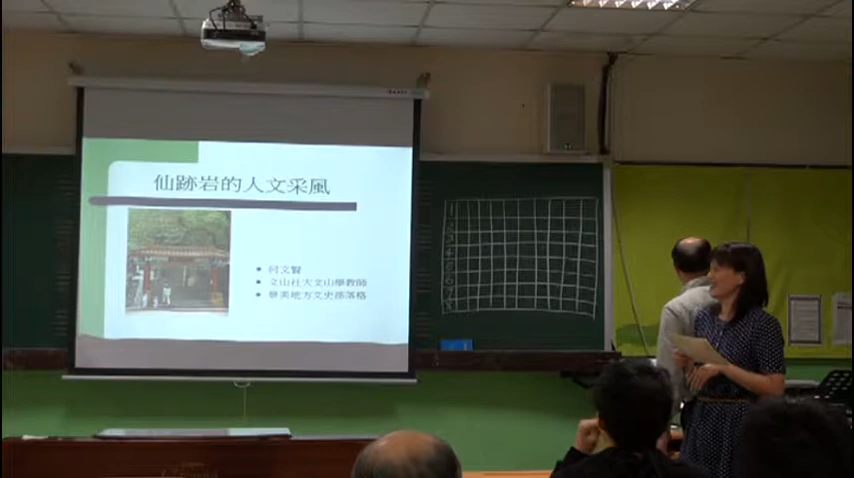 仙跡岩的人文采風
何文賢
文山社大文山學教師
景美地方文史部落格